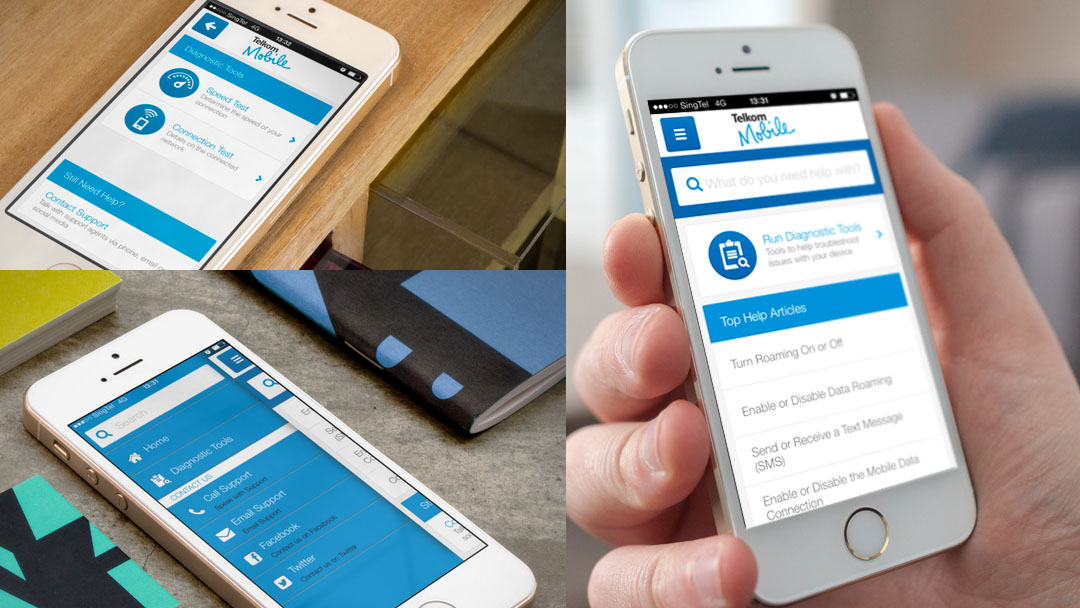 SingTel 4G 13:32
Telkom
Mobile
Diagnostic Tools
Speed Test
Determine the speed of your
connection
Connection Test
Details on the connected
network
Still Need Help?
Contact Support
Talk with support agents via phone, email or
social media
SingTel 4G 13:31
Search
Home
Diagnostic Tools
CONTACT US
Call Support
Speak with Support
Email Support
Email Support
Facebook
Contact us on Facebook
Twitter
Contact us on Twitter
SingTel 4G 13:31
Telkom
Mobile
What do you need help with?
Run Diagnostic Tools
Tools to help troubleshoot
issues with your device
Top Help Articles
Turn Roaming On or Off
Enable or Disable Data Roaming
Send or Receive a Text Message
(SMS)
Enable or Disable the Mobile Data
Connection